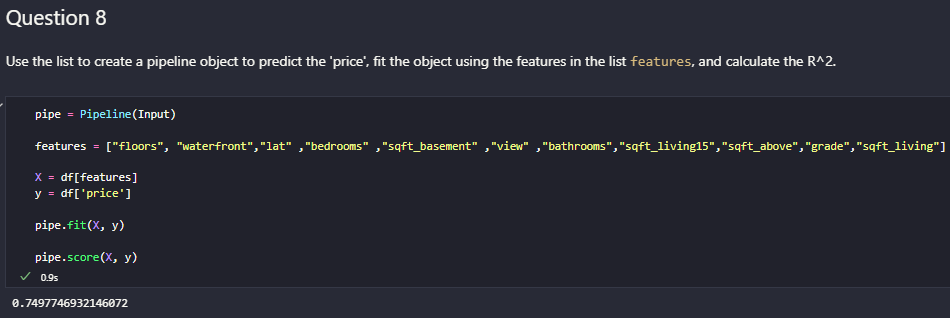 Question 8
Use the list to create a pipeline object to predict the 'price', fit the object using the features in the list features, and calculate the R^2.
pipe = Pipeline(Input)
features = ["floors", "waterfront","lat" ,"bedrooms" ,"sqft_basement" ,"view" ,"bathrooms","sqft_living15","sqft_above","grade","sqft_living"]
X = df[features]
y = df['price']
pipe.fit(X, y)
pipe.score(X, y)
0.9s
0.7497746932146072